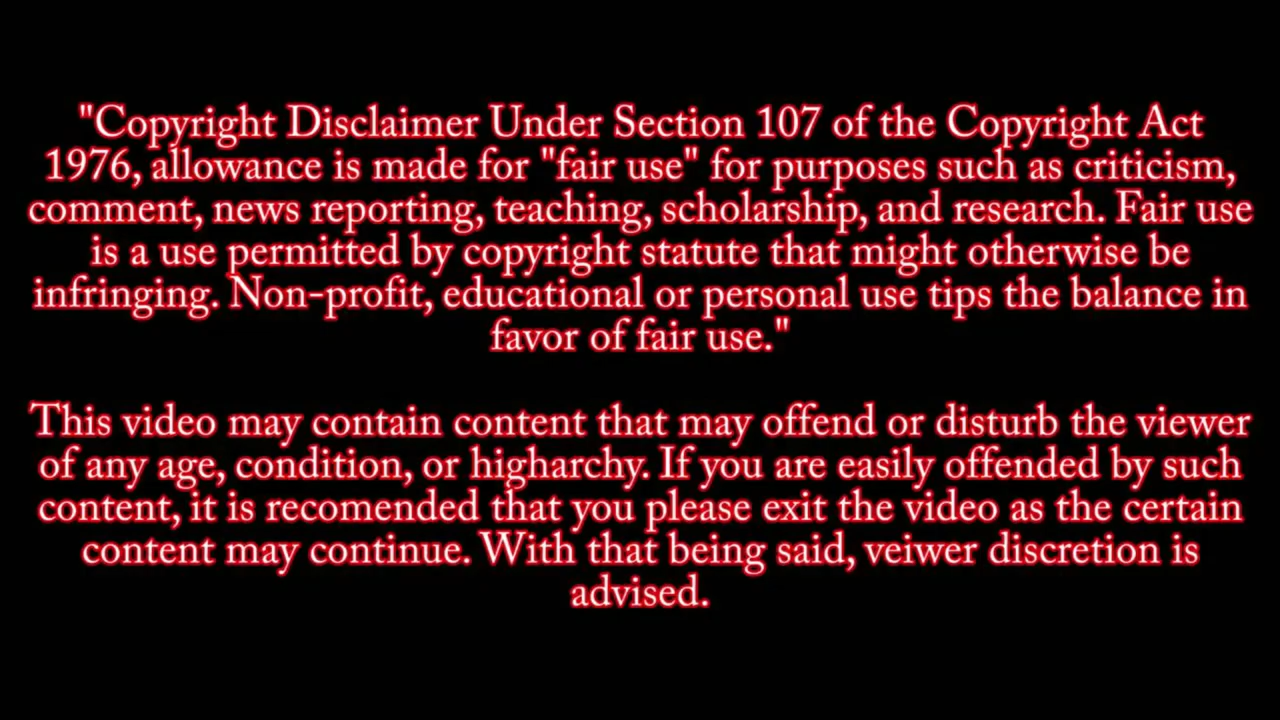 "Copyright Disclaimer Under Section 107 of the Copyright Act
1976, allowance is made for "fair use" for purposes such as criticism,
comment, news reporting, teaching, scholarship, and research. Fair use
is a use permitted by copyright statute that might otherwise be
infringing. Non-profit, educational or personal use tips the balance in
favor of fair use."
This video may contain content that may offend or disturb the viewer
of any age, condition, or higharchy. If you are easily offended by such
content, it is recomended that you please exit the video as the certain
content may continue. With that being said, veiwer discretion is
advised.